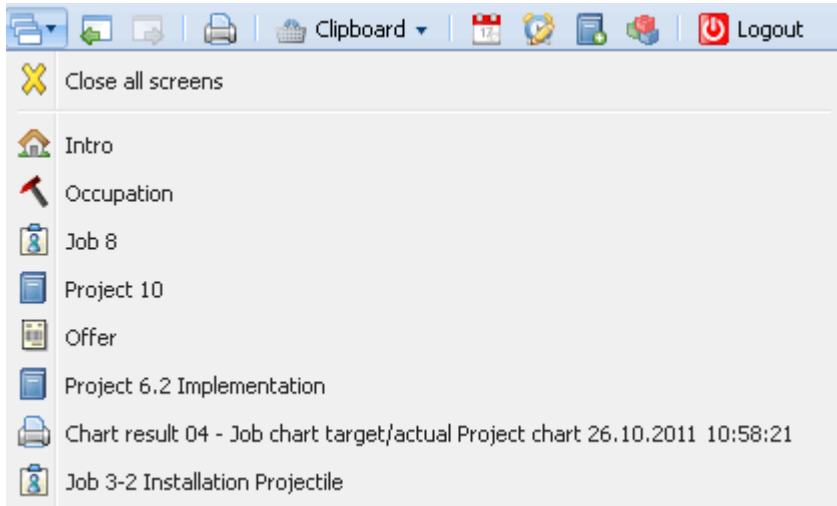 Clipboard
Logout
Close all screens
Intro
Occupation
Job 8
Project 10
Offer
Project 6.2 Implementation
Chart result 04 - Job chart target/actual Project chart 26.10.2011 10:58:21
Job 3-2 Installation Projectile